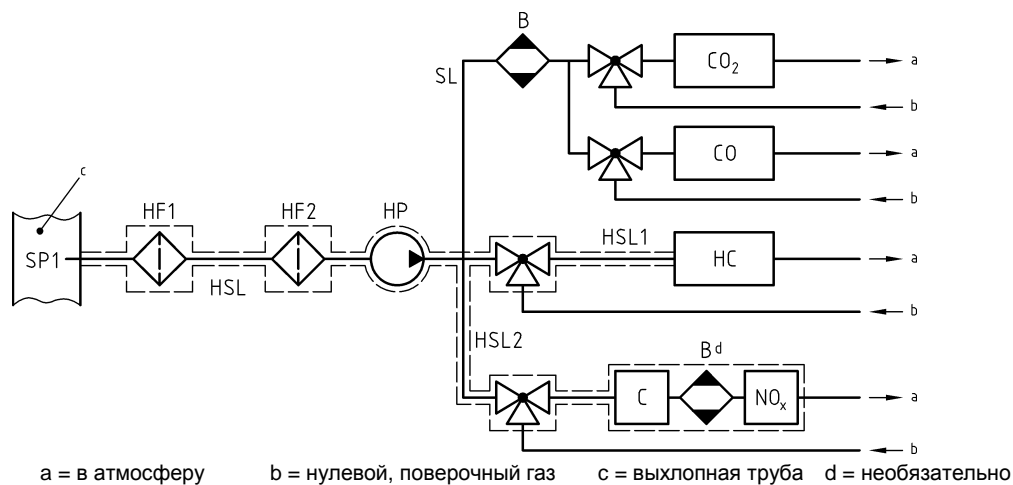 B
SL
CO₂
a
b
c
CO
a
b
HF1
HF2
HP
SP1
HSL
HSL1
HC
a
b
HSL2
Bᵈ
C
NOₓ
a
b
a = в атмосферу b = нулевой, поверочный газ c = выхлопная труба d = необязательно